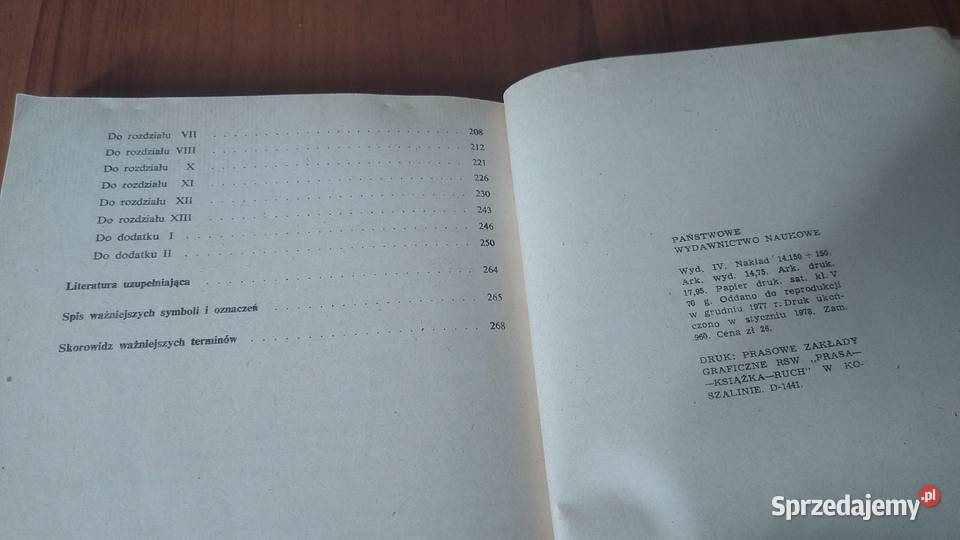 Do rozdziału VII . . . . . . . . . . . . . . . . 208
Do rozdziału VIII . . . . . . . . . . . . . . . . 212
Do rozdziału X . . . . . . . . . . . . . . . . 221
Do rozdziału XI . . . . . . . . . . . . . . . . 226
Do rozdziału XII . . . . . . . . . . . . . . . . 230
Do rozdziału XIII . . . . . . . . . . . . . . . . 243
Do dodatku I . . . . . . . . . . . . . . . . 246
Do dodatku II . . . . . . . . . . . . . . . . 250
Literatura uzupełniająca . . . . . . . . . . . . . . . . 264
Spis ważniejszych symboli i oznaczeń . . . . . . . . . . . . . 265
Skorowidz ważniejszych terminów . . . . . . . . . . . . . . 268
PAŃSTWOWE
WYDAWNICTWO NAUKOWE
Wyd. IV. Nakład 14.150 + 150.
Ark. wyd. 14,75. Ark. druk.
17,95. Papier druk. sat. kl. V
70 g. Oddano do reprodukcji
w grudniu 1977 r. Druk ukoń-
czono w styczniu 1978. Zam.
960. Cena zł 26.
DRUK: PRASOWE ZAKŁADY
GRAFICZNE RSW „PRASA—
—KSIĄŻKA—RUCH" W KO-
SZALINIE. D-1441.
Sprzedajemy.pl